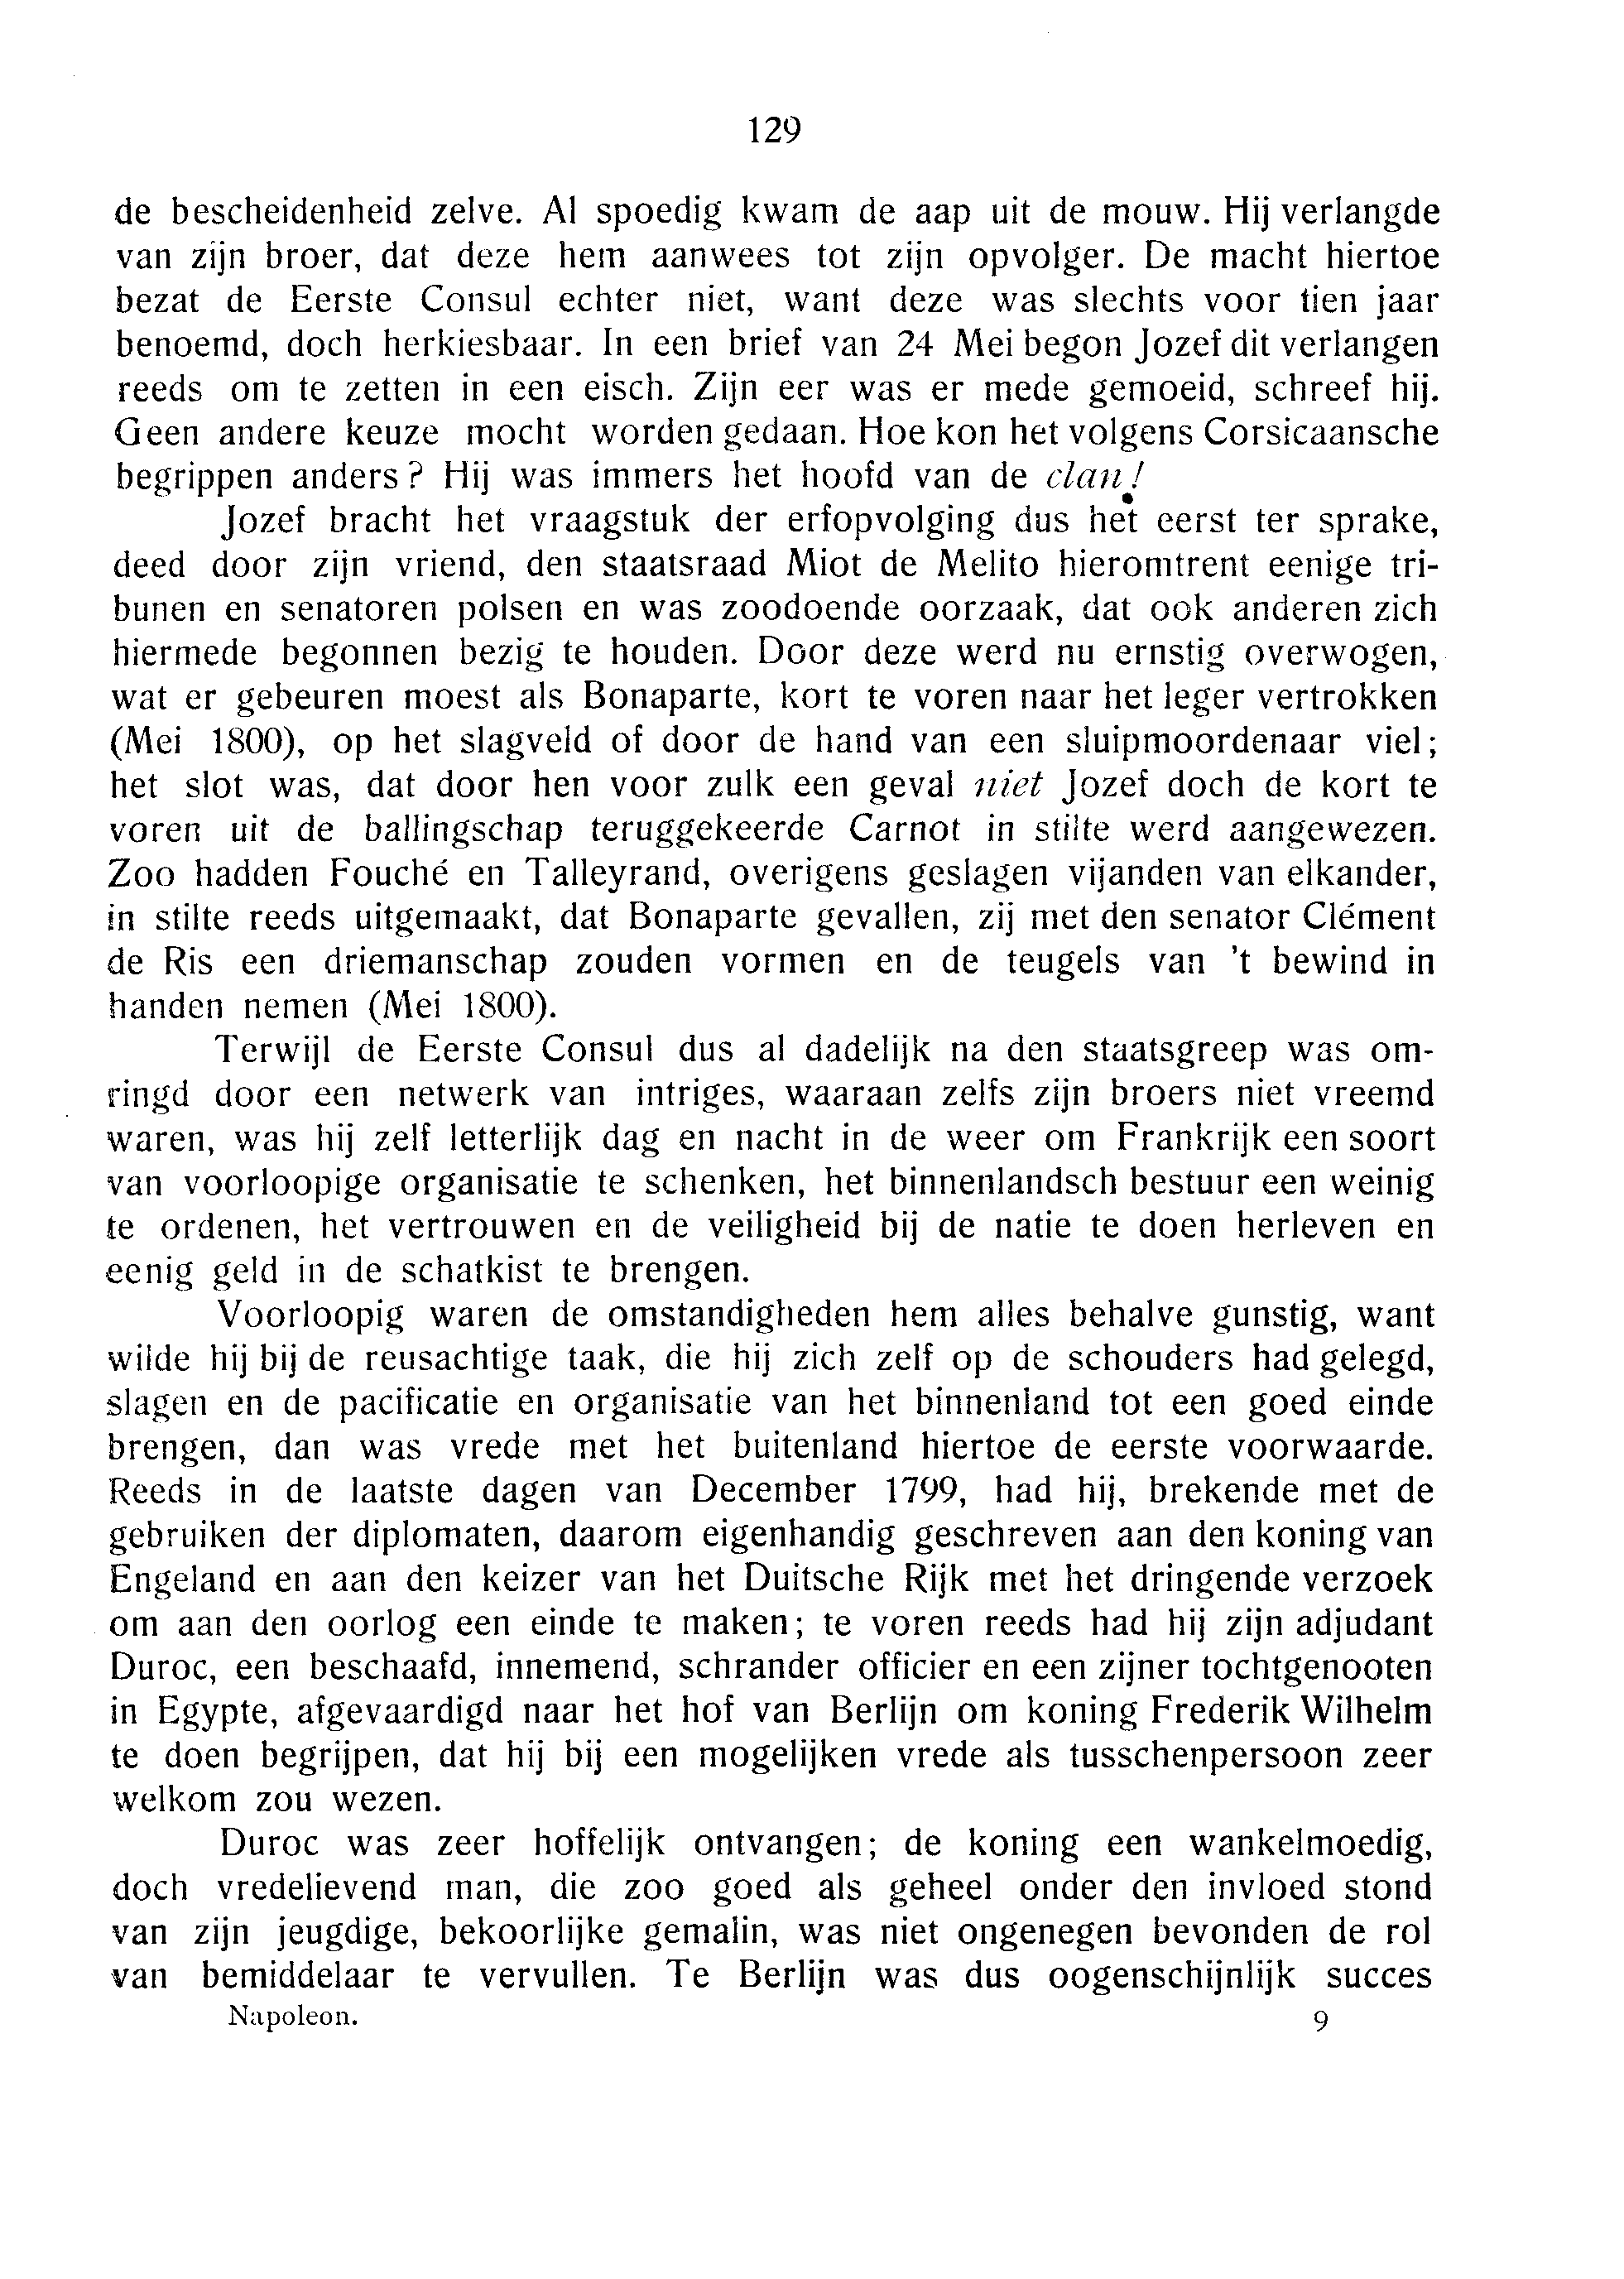 129
de bescheidenheid zelve. Al spoedig kwam de aap uit de mouw. Hij verlangde
van zijn broer, dat deze hem aanwees tot zijn opvolger. De macht hiertoe
bezat de Eerste Consul echter niet, want deze was slechts voor tien jaar
benoemd, doch herkiesbaar. In een brief van 24 Mei begon Jozef dit verlangen
reeds om te zetten in een eisch. Zijn eer was er mede gemoeid, schreef hij.
Geen andere keuze mocht worden gedaan. Hoe kon het volgens Corsicaansche
begrippen anders? Hij was immers het hoofd van de clan!
Jozef bracht het vraagstuk der erfopvolging dus het eerst ter sprake,
deed door zijn vriend, den staatsraad Miot de Melito hieromtrent eenige tri-
bunen en senatoren polsen en was zoodoende oorzaak, dat ook anderen zich
hiermede begonnen bezig te houden. Door deze werd nu ernstig overwogen,
wat er gebeuren moest als Bonaparte, kort te voren naar het leger vertrokken
(Mei 1800), op het slagveld of door de hand van een sluipmoordenaar viel;
het slot was, dat door hen voor zulk een geval niet Jozef doch de kort te
voren uit de ballingschap teruggekeerde Carnot in stilte werd aangewezen.
Zoo hadden Fouché en Talleyrand, overigens geslagen vijanden van elkander,
in stilte reeds uitgemaakt, dat Bonaparte gevallen, zij met den senator Clément
de Ris een driemanschap zouden vormen en de teugels van 't bewind in
handen nemen (Mei 1800).
Terwijl de Eerste Consul dus al dadelijk na den staatsgreep was om-
ringd door een netwerk van intriges, waaraan zelfs zijn broers niet vreemd
waren, was hij zelf letterlijk dag en nacht in de weer om Frankrijk een soort
van voorloopige organisatie te schenken, het binnenlandsch bestuur een weinig
te ordenen, het vertrouwen en de veiligheid bij de natie te doen herleven en
eenig geld in de schatkist te brengen.
Voorloopig waren de omstandigheden hem alles behalve gunstig, want
wilde hij bij de reusachtige taak, die hij zich zelf op de schouders had gelegd,
slagen en de pacificatie en organisatie van het binnenland tot een goed einde
brengen, dan was vrede met het buitenland hiertoe de eerste voorwaarde.
Reeds in de laatste dagen van December 1799, had hij, brekende met de
gebruiken der diplomaten, daarom eigenhandig geschreven aan den koning van
Engeland en aan den keizer van het Duitsche Rijk met het dringende verzoek
om aan den oorlog een einde te maken; te voren reeds had hij zijn adjudant
Duroc, een beschaafd, innemend, schrander officier en een zijner tochtgenooten
in Egypte, afgevaardigd naar het hof van Berlijn om koning Frederik Wilhelm
te doen begrijpen, dat hij bij een mogelijken vrede als tusschenpersoon zeer
welkom zou wezen.
Duroc was zeer hoffelijk ontvangen; de koning een wankelmoedig,
doch vredelievend man, die zoo goed als geheel onder den invloed stond
van zijn jeugdige, bekoorlijke gemalin, was niet ongenegen bevonden de rol
van bemiddelaar te vervullen. Te Berlijn was dus oogenschijnlijk succes
Napoleon. 9